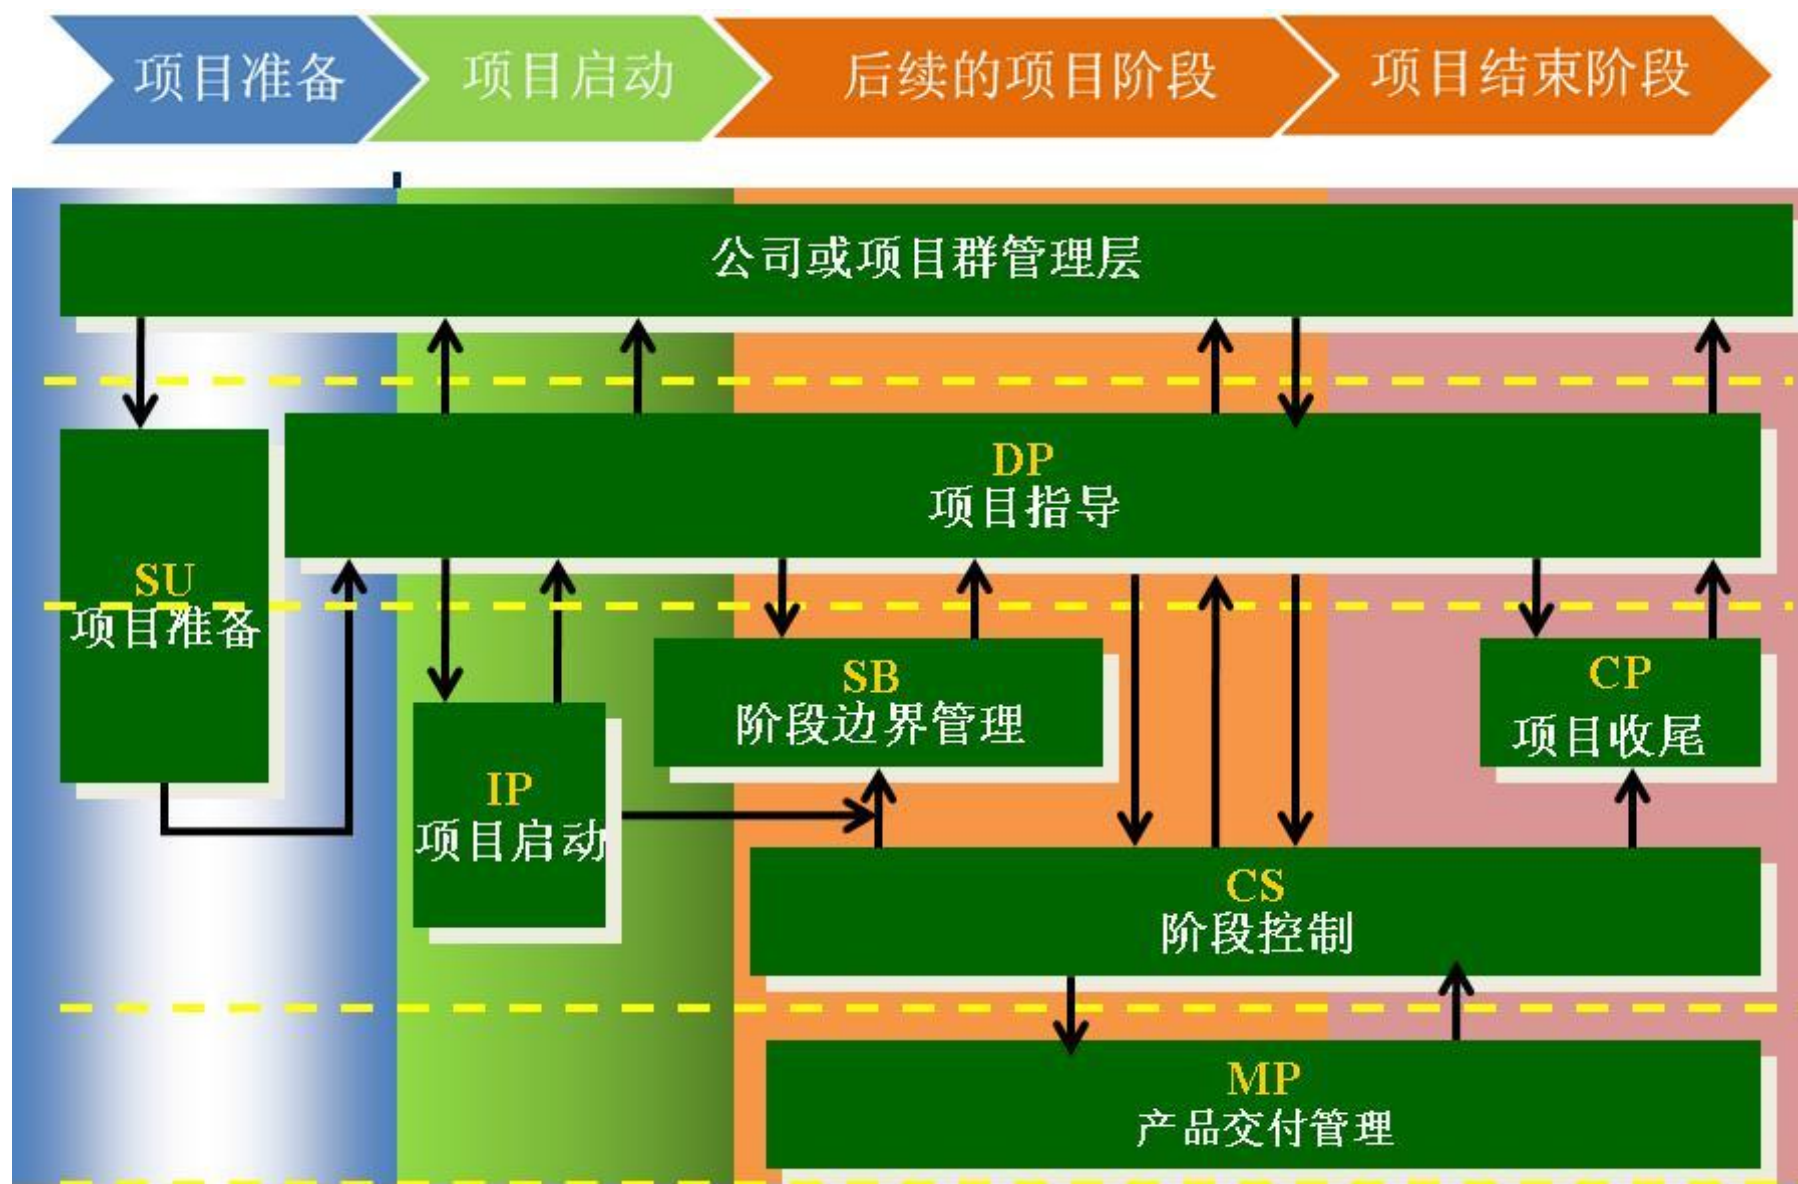 项目准备
项目启动
后续的项目阶段
项目结束阶段
公司或项目群管理层
DP
项目指导
SU
项目准备
SB
阶段边界管理
CP
项目收尾
IP
项目启动
CS
阶段控制
MP
产品交付管理